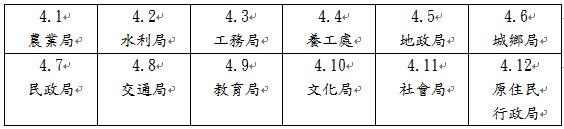 4.1 4.2 4.3 4.4 4.5 4.6
農業局 水利局 工務局 養工處 地政局 城鄉局
4.7 4.8 4.9 4.10 4.11 4.12
民政局 交通局 教育局 文化局 社會局 原住民
行政局